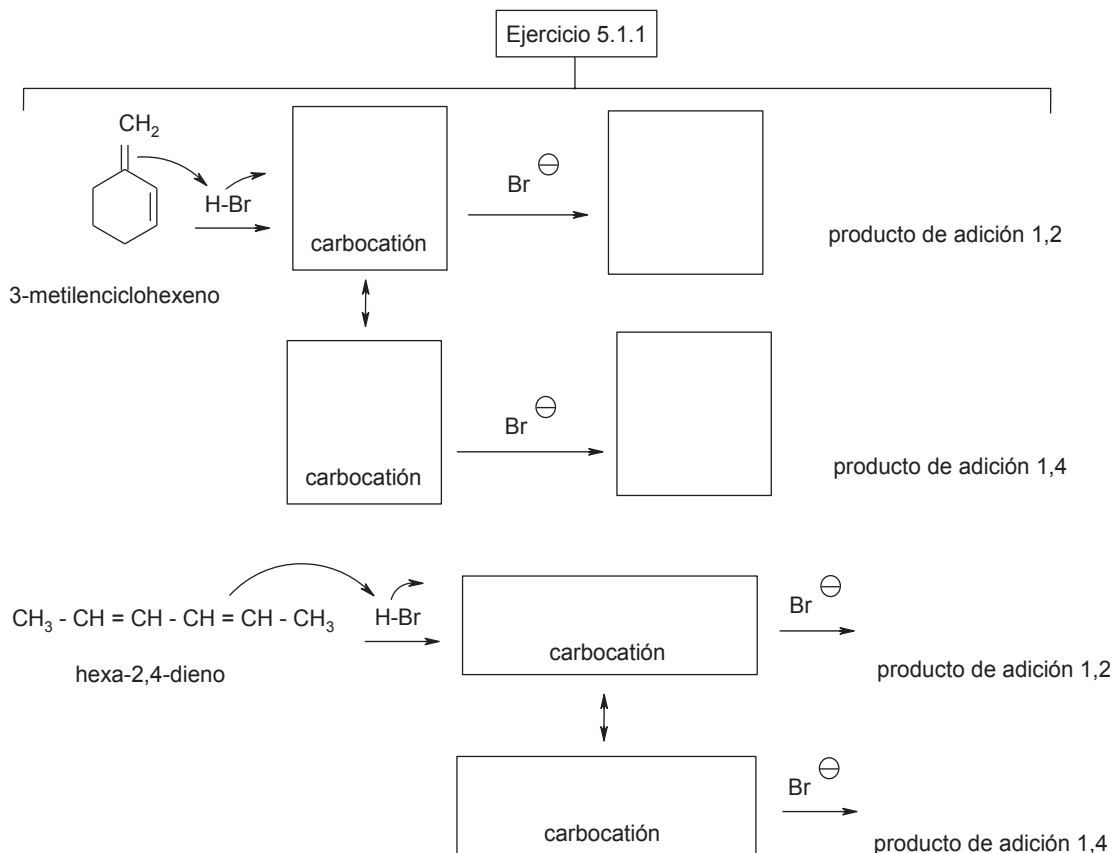 Ejercicio 5.1.1
CH₂
H-Br
carbocatión
Br ⊖
producto de adición 1,2
3-metilenciclohexeno
carbocatión
Br ⊖
producto de adición 1,4
CH₃ - CH = CH - CH = CH - CH₃
hexa-2,4-dieno
H-Br
carbocatión
Br ⊖
producto de adición 1,2
carbocatión
Br ⊖
producto de adición 1,4